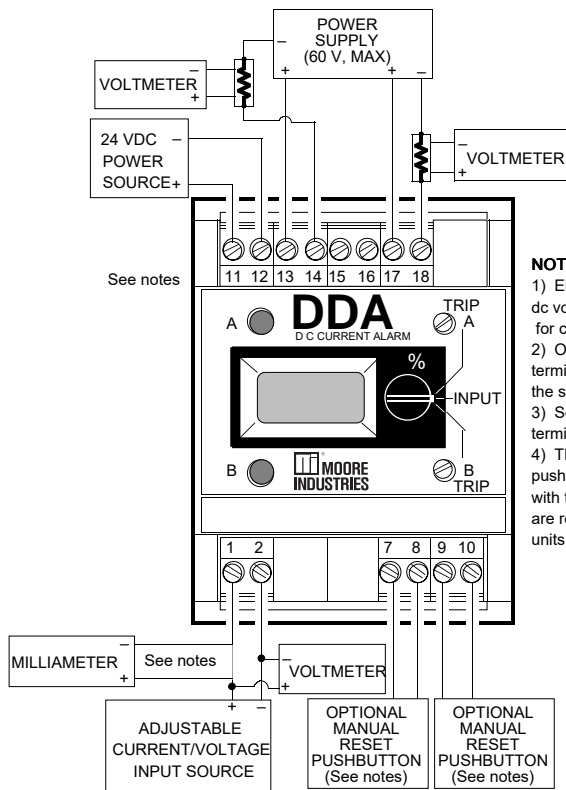 POWER
SUPPLY
(60 V, MAX)
–
+
+
–
VOLTMETER
–
+
24 VDC –
POWER
SOURCE+
–
VOLTMETER
+
See notes
11 12 13 14 15 16 17 18
A
DDA
D C CURRENT ALARM
TRIP
A
%
INPUT
B
MOORE
INDUSTRIES
®
B
TRIP
1 2
7 8 9 10
NOT
1) E
dc vo
for c
2) O
termi
the s
3) S
termi
4) T
push
with t
are r
units
MILLIAMETER
–
+
See notes
–
VOLTMETER
+
+ –
ADJUSTABLE
CURRENT/VOLTAGE
INPUT SOURCE
OPTIONAL
MANUAL
RESET
PUSHBUTTON
(See notes)
OPTIONAL
MANUAL
RESET
PUSHBUTTON
(See notes)